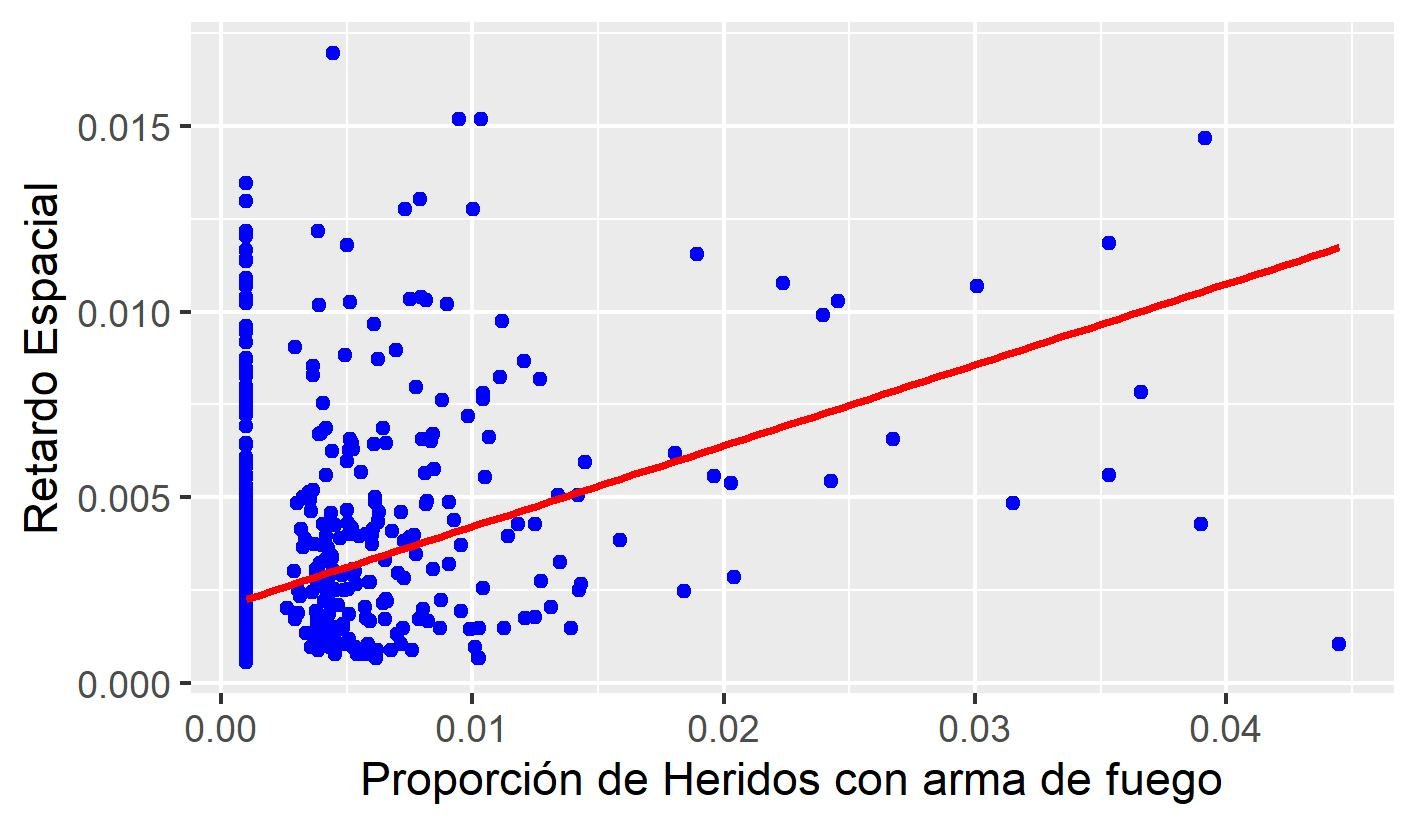 Retardo Espacial
0.015
0.010
0.005
0.000
0.00 0.01 0.02 0.03 0.04
Proporción de Heridos con arma de fuego